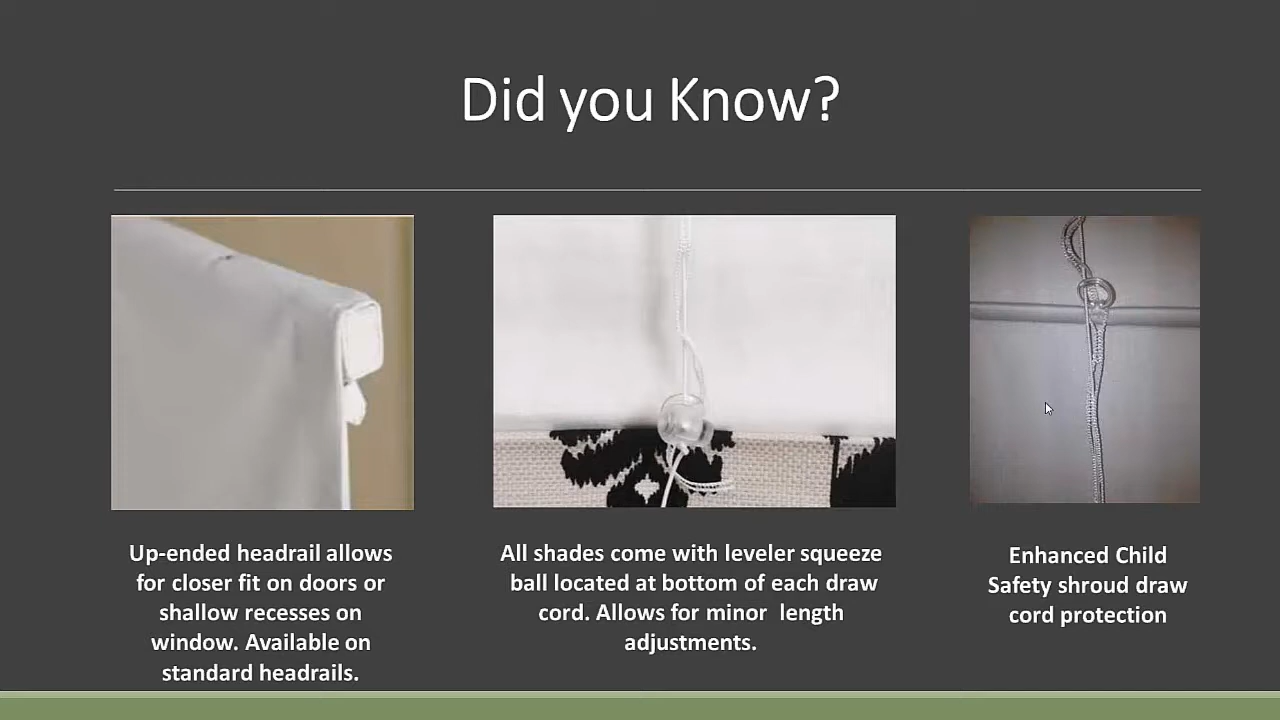 Did you Know?
Up-ended headrail allows
for closer fit on doors or
shallow recesses on
window. Available on
standard headrails.
All shades come with leveler squeeze
ball located at bottom of each draw
cord. Allows for minor  length
adjustments.
Enhanced Child
Safety shroud draw
cord protection